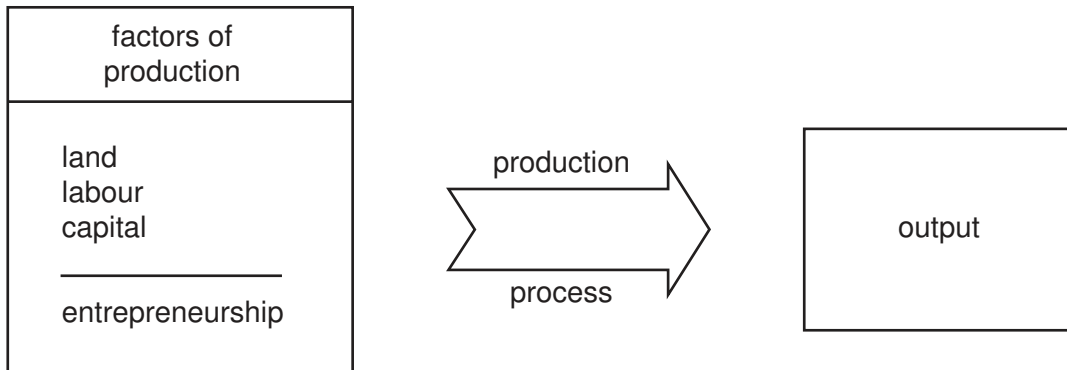 factors of
production
land
labour
capital
entrepreneurship
production
process
output